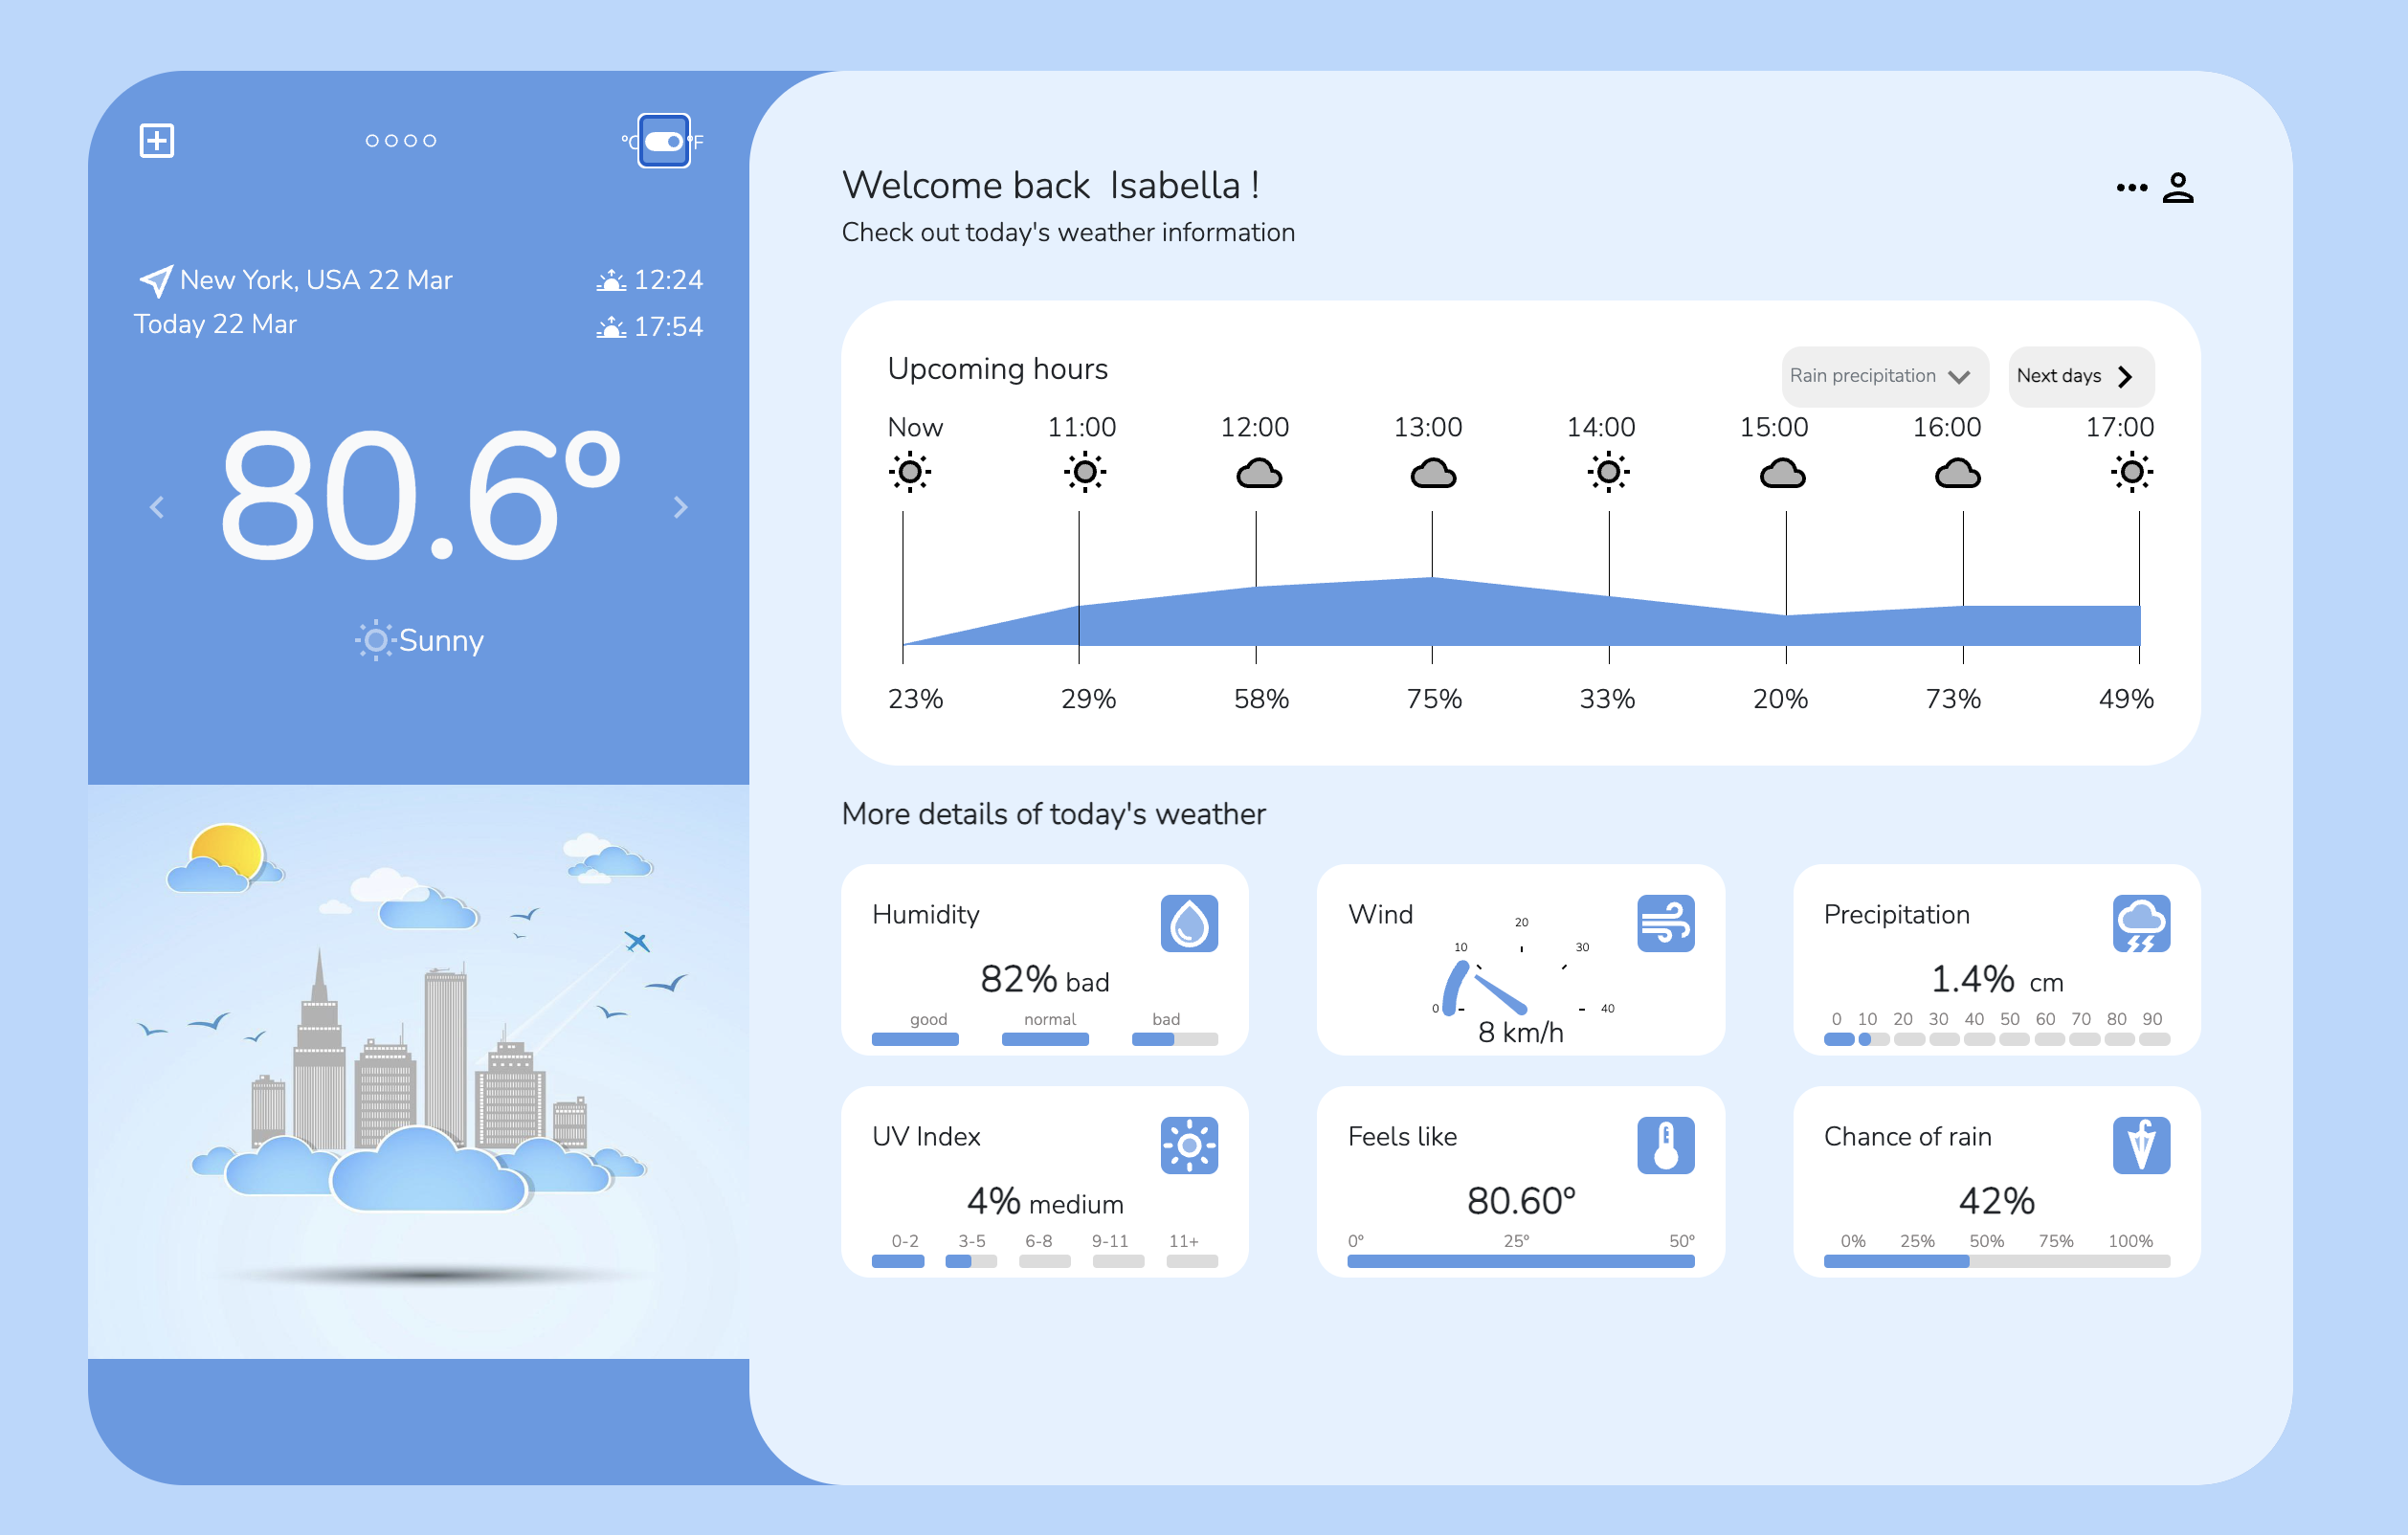 °C °F
New York, USA 22 Mar
12:24
Today 22 Mar
17:54
80.6°
Sunny
Welcome back Isabella !
Check out today's weather information
Upcoming hours
Rain precipitation
Next days
Now 11:00 12:00 13:00 14:00 15:00 16:00 17:00
23% 29% 58% 75% 33% 20% 73% 49%
More details of today's weather
Humidity
82% bad
good normal bad
Wind
0 10 20 30 40
8 km/h
Precipitation
1.4% cm
0 10 20 30 40 50 60 70 80 90
UV Index
4% medium
0-2 3-5 6-8 9-11 11+
Feels like
80.60°
0° 25° 50°
Chance of rain
42%
0% 25% 50% 75% 100%